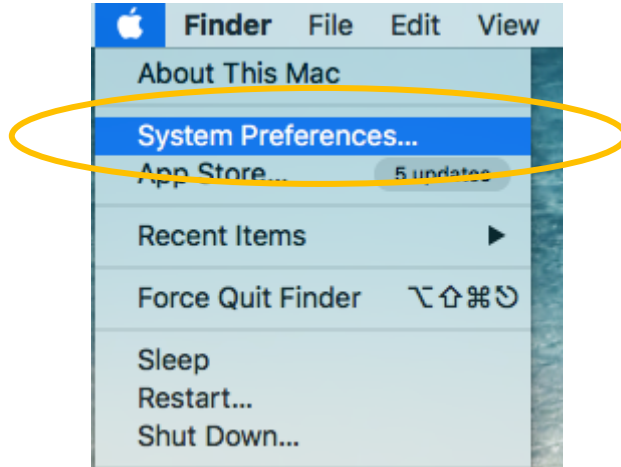 Finder File Edit View
About This Mac
System Preferences...
App Store... 5 updates
Recent Items
Force Quit Finder ⌥⇧⌘⎋
Sleep
Restart...
Shut Down...